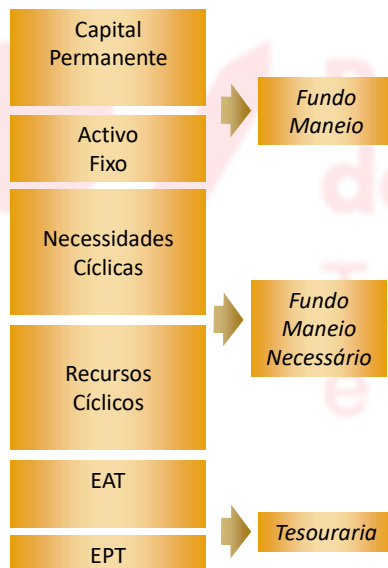 Capital
Permanente
Fundo
Maneio
Activo
Fixo
Necessidades
Cíclicas
Fundo
Maneio
Necessário
Recursos
Cíclicos
EAT
Tesouraria
EPT